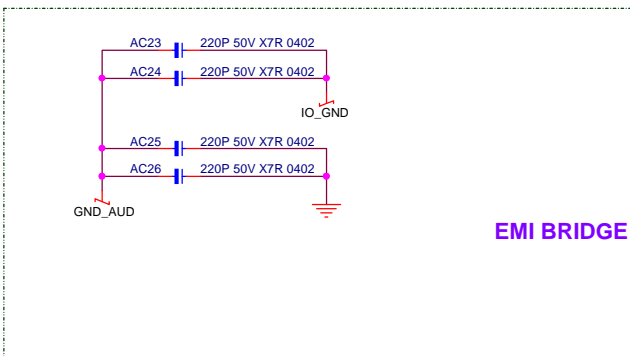 AC23 220P 50V X7R 0402
AC24 220P 50V X7R 0402
IO_GND
AC25 220P 50V X7R 0402
AC26 220P 50V X7R 0402
GND_AUD
EMI BRIDGE